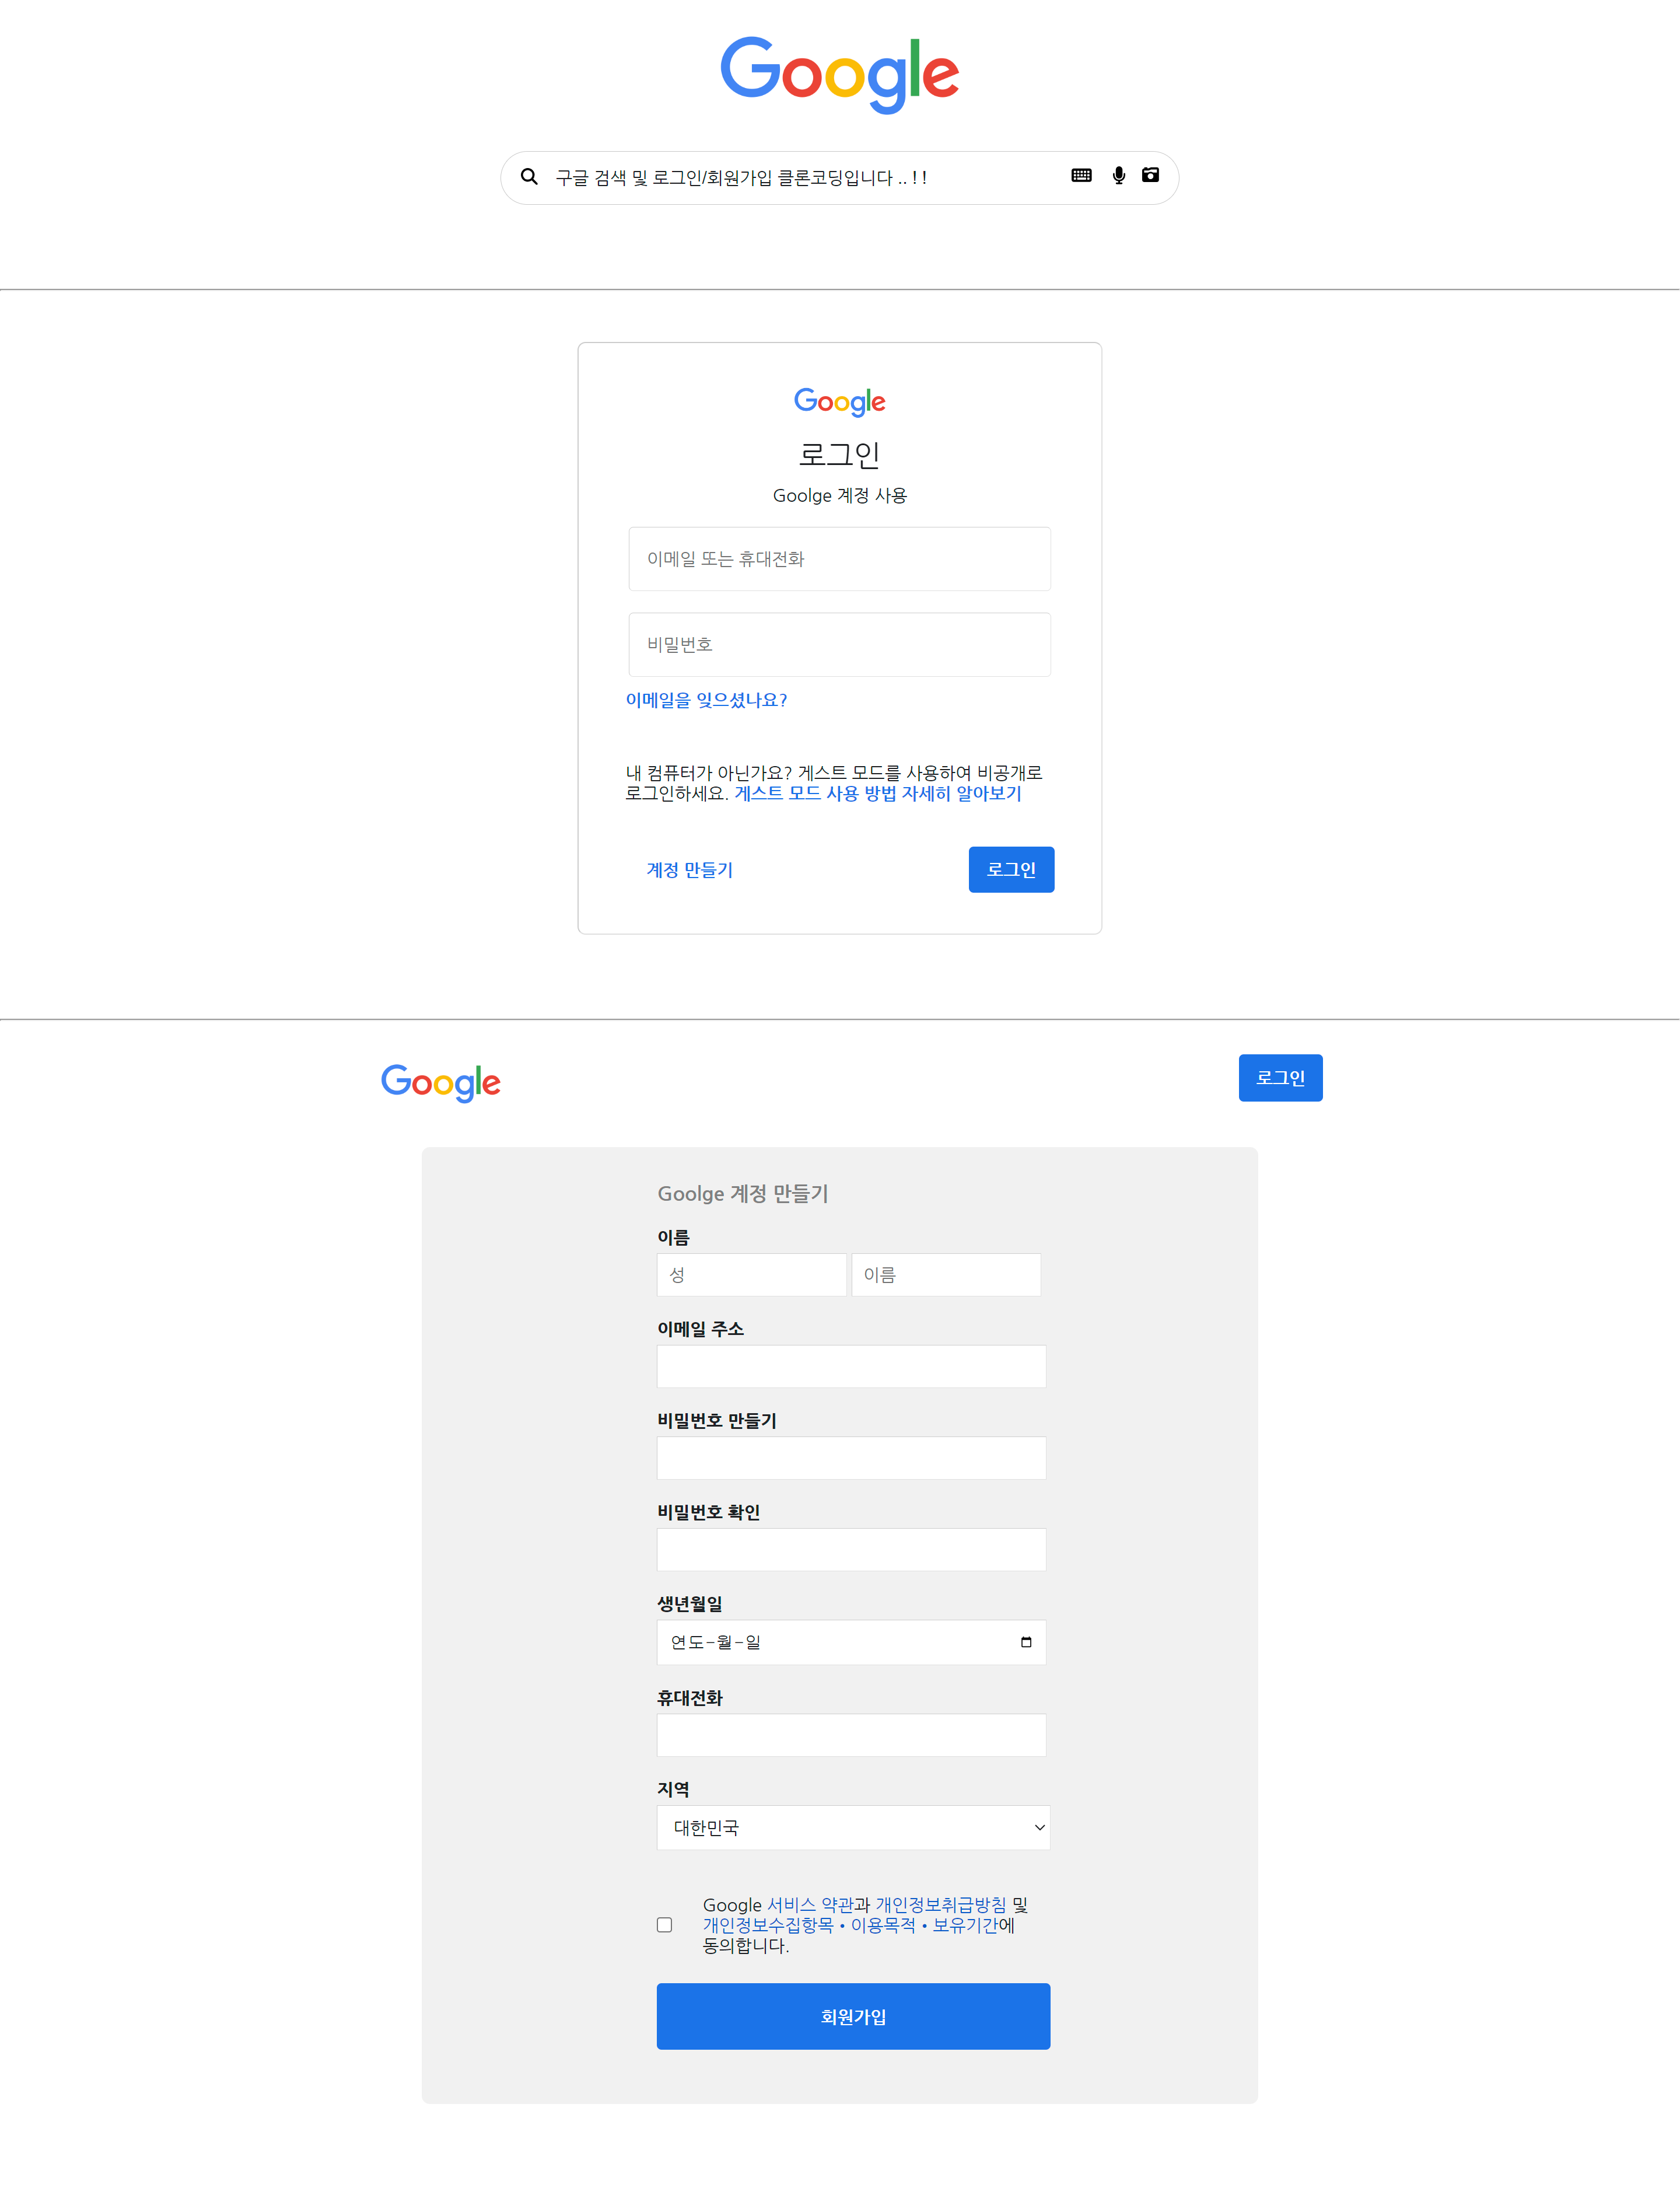 Google
구글 검색 및 로그인/회원가입 클론코딩입니다 .. ! !
Google
로그인
Goolge 계정 사용
이메일 또는 휴대전화
비밀번호
이메일을 잊으셨나요?
내 컴퓨터가 아닌가요? 게스트 모드를 사용하여 비공개로
로그인하세요. 게스트 모드 사용 방법 자세히 알아보기
계정 만들기
로그인
Google
로그인
Goolge 계정 만들기
이름
성
이름
이메일 주소
비밀번호 만들기
비밀번호 확인
생년월일
연도-월-일
휴대전화
지역
대한민국
Google 서비스 약관과 개인정보취급방침 및
개인정보수집항목 • 이용목적 • 보유기간에
동의합니다.
회원가입